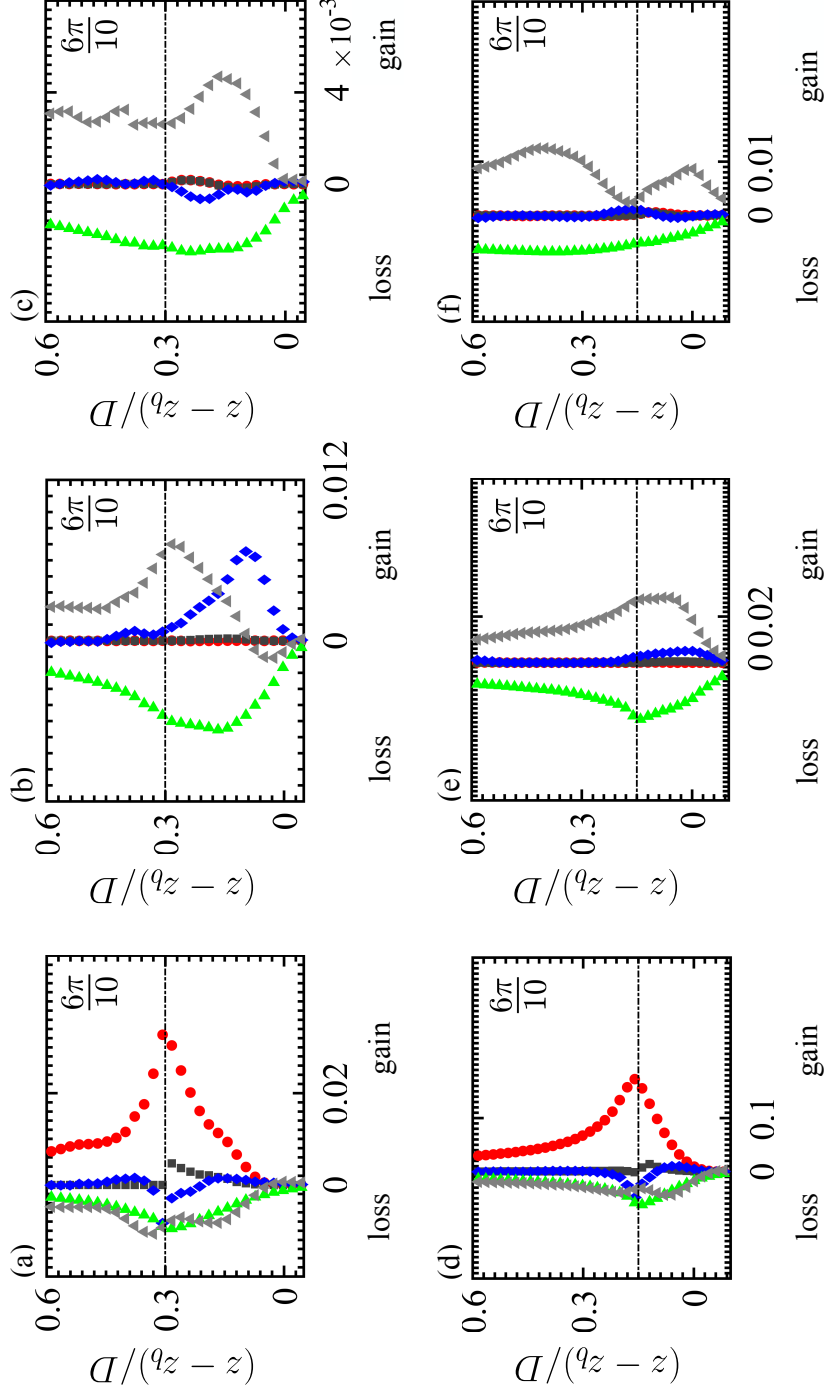 (a)
6π
10
0.6
0.3
0
(z − z_b)/D
0 0.02
loss gain
(b)
6π
10
0.6
0.3
0
(z − z_b)/D
0 0.012
loss gain
(c)
6π
10
0.6
0.3
0
(z − z_b)/D
0 4 ×10⁻³
loss gain
(d)
6π
10
0.6
0.3
0
(z − z_b)/D
0 0.1
loss gain
(e)
6π
10
0.6
0.3
0
(z − z_b)/D
0 0.02
loss gain
(f)
6π
10
0.6
0.3
0
(z − z_b)/D
0 0.01
loss gain